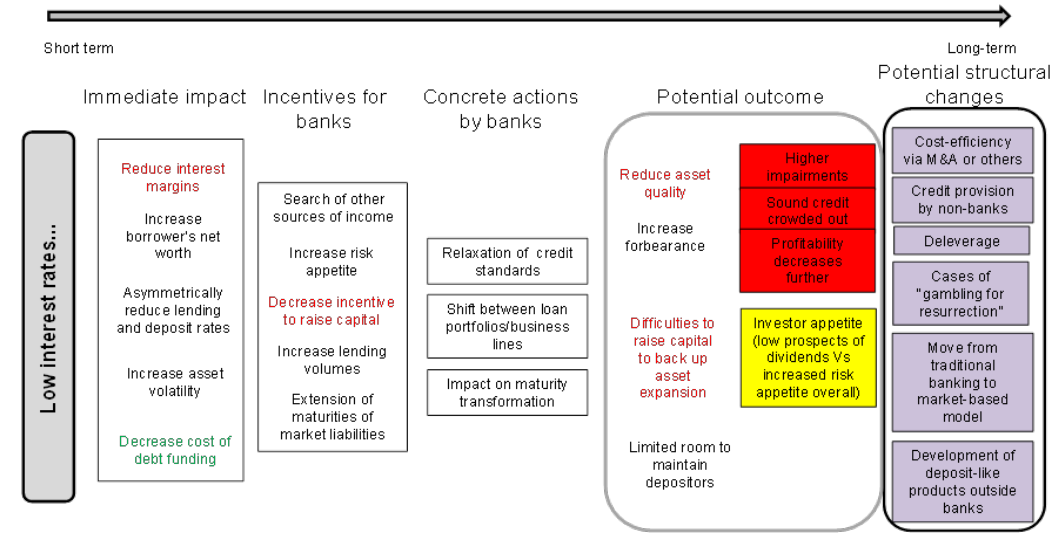 Short term
Long-term
Immediate impact
Incentives for
banks
Concrete actions
by banks
Potential outcome
Potential structural
changes
Low interest rates...
Reduce interest
margins
Increase
borrower's net
worth
Asymmetrically
reduce lending
and deposit rates
Increase asset
volatility
Decrease cost of
debt funding
Search of other
sources of income
Increase risk
appetite
Decrease incentive
to raise capital
Increase lending
volumes
Extension of
maturities of
market liabilities
Relaxation of credit
standards
Shift between loan
portfolios/business
lines
Impact on maturity
transformation
Reduce asset
quality
Increase
forbearance
Difficulties to
raise capital
to back up
asset
expansion
Limited room to
maintain
depositors
Higher
impairments
Sound credit
crowded out
Profitability
decreases
further
Investor appetite
(low prospects of
dividends Vs
increased risk
appetite overall)
Cost-efficiency
via M&A or others
Credit provision
by non-banks
Deleverage
Cases of
"gambling for
resurrection"
Move from
traditional
banking to
market-based
model
Development of
deposit-like
products outside
banks